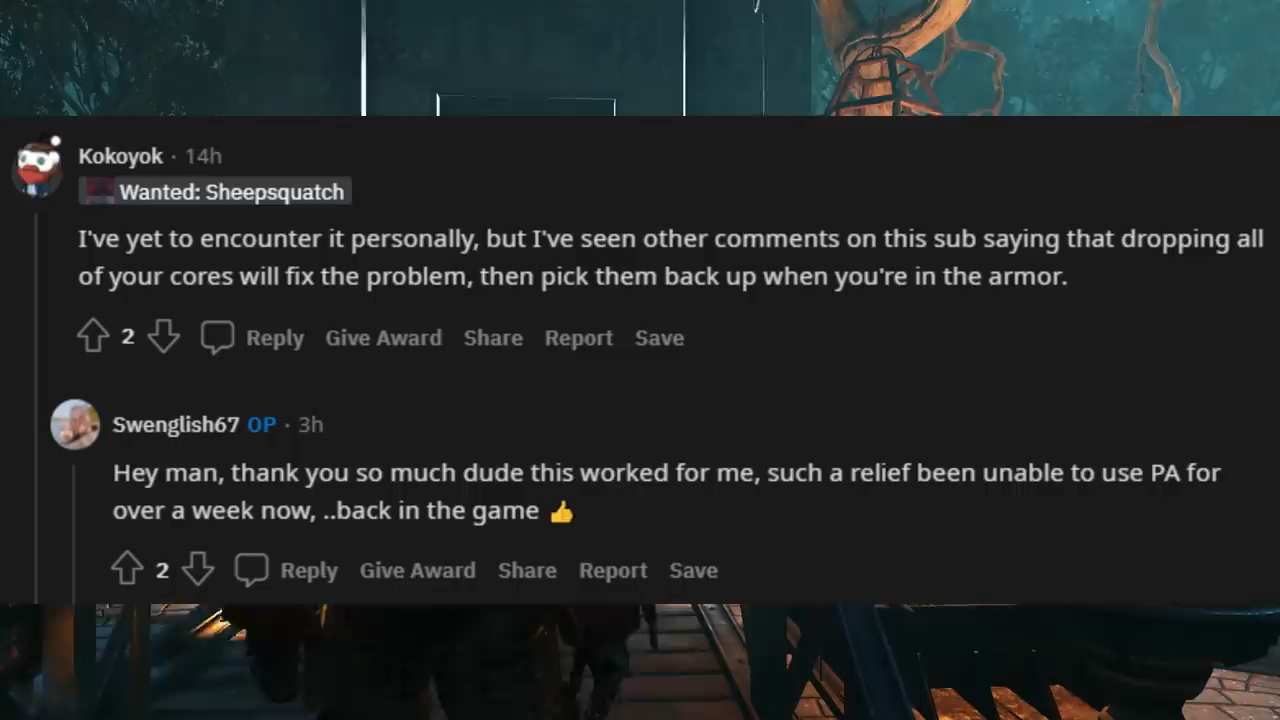 Kokoyok · 14h
Wanted: Sheepsquatch
I've yet to encounter it personally, but I've seen other comments on this sub saying that dropping all
of your cores will fix the problem, then pick them back up when you're in the armor.
2 Reply Give Award Share Report Save
Swenglish67 OP · 3h
Hey man, thank you so much dude this worked for me, such a relief been unable to use PA for
over a week now, ..back in the game 👍
2 Reply Give Award Share Report Save